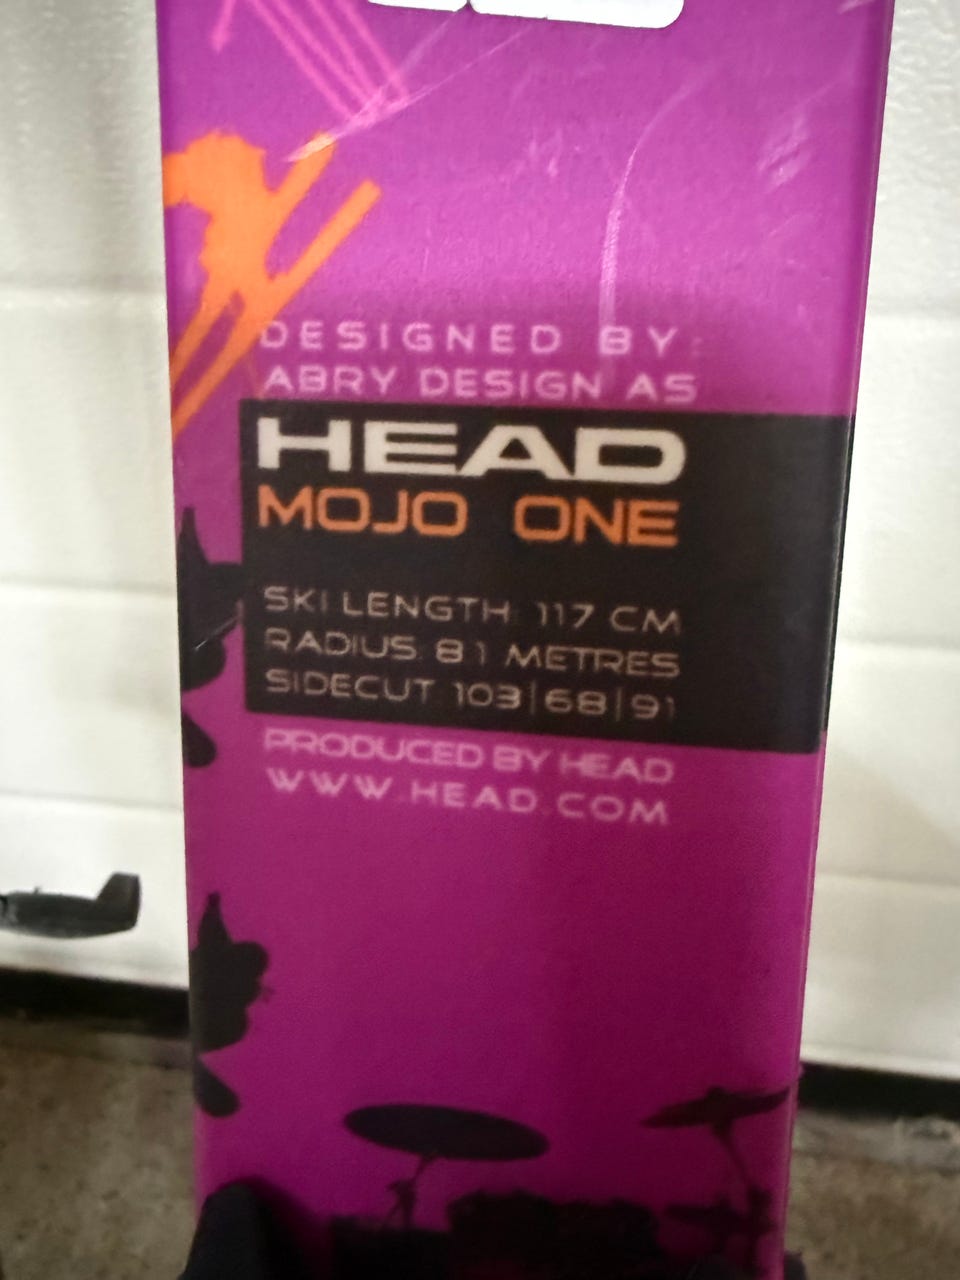 DESIGNED BY:
ABRY DESIGN AS
HEAD
MOJO ONE
SKI LENGTH: 117 CM
RADIUS: 8.1 METRES
SIDECUT 103|68|91
PRODUCED BY HEAD
WWW.HEAD.COM